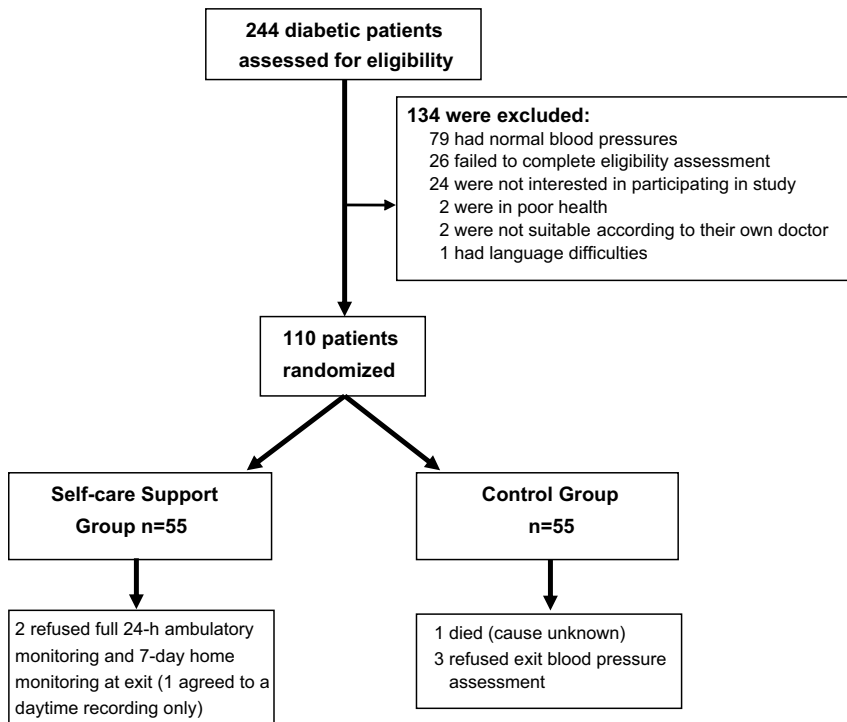 244 diabetic patients
assessed for eligibility
134 were excluded:
79 had normal blood pressures
26 failed to complete eligibility assessment
24 were not interested in participating in study
2 were in poor health
2 were not suitable according to their own doctor
1 had language difficulties
110 patients
randomized
Self-care Support
Group n=55
Control Group
n=55
2 refused full 24-h ambulatory
monitoring and 7-day home
monitoring at exit (1 agreed to a
daytime recording only)
1 died (cause unknown)
3 refused exit blood pressure
assessment